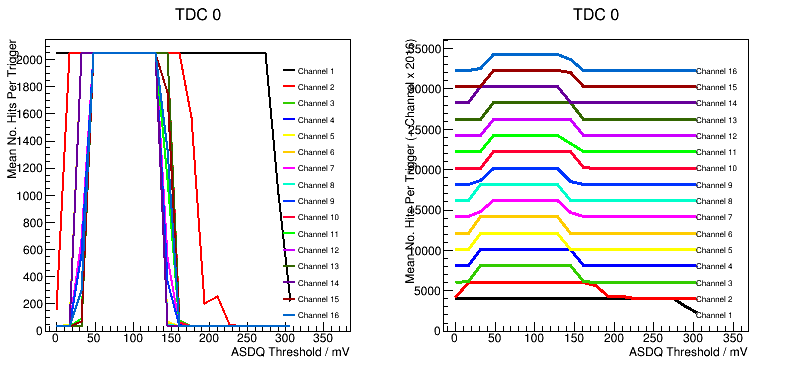 TDC 0
Mean No. Hits Per Trigger
2000
1800
1600
1400
1200
1000
800
600
400
200
0
0 50 100 150 200 250 300 350
ASDQ Threshold / mV
Channel 1
Channel 2
Channel 3
Channel 4
Channel 5
Channel 6
Channel 7
Channel 8
Channel 9
Channel 10
Channel 11
Channel 12
Channel 13
Channel 14
Channel 15
Channel 16
TDC 0
Mean No. Hits Per Trigger (+ Channel x 2016)
35000
30000
25000
20000
15000
10000
5000
0
0 50 100 150 200 250 300 350
ASDQ Threshold / mV
Channel 16
Channel 15
Channel 14
Channel 13
Channel 12
Channel 11
Channel 10
Channel 9
Channel 8
Channel 7
Channel 6
Channel 5
Channel 4
Channel 3
Channel 2
Channel 1